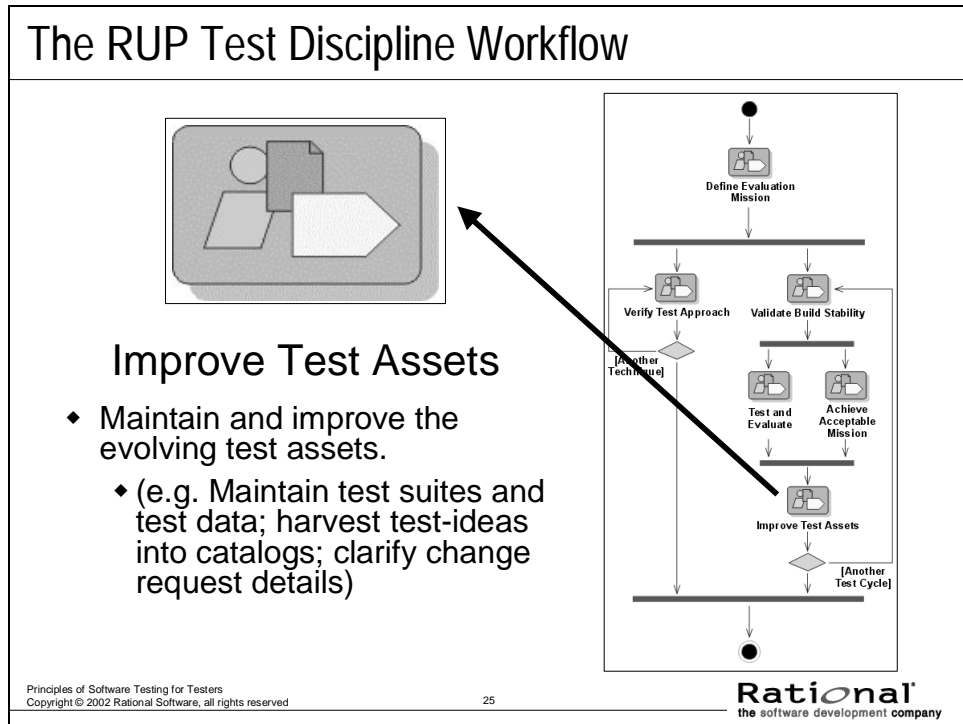 The RUP Test Discipline Workflow
Define Evaluation
Mission
Verify Test Approach
Validate Build Stability
[Another
Technique]
Test and
Evaluate
Achieve
Acceptable
Mission
Improve Test Assets
[Another
Test Cycle]
Improve Test Assets
Maintain and improve the
evolving test assets.
(e.g. Maintain test suites and
test data; harvest test-ideas
into catalogs; clarify change
request details)
Principles of Software Testing for Testers
Copyright © 2002 Rational Software, all rights reserved
25
Rational
the software development company